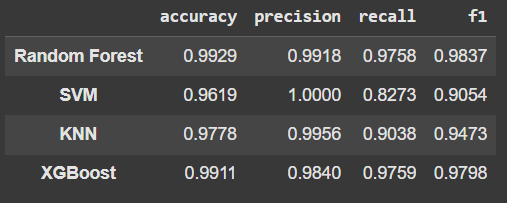 accuracy precision recall f1
Random Forest 0.9929 0.9918 0.9758 0.9837
SVM 0.9619 1.0000 0.8273 0.9054
KNN 0.9778 0.9956 0.9038 0.9473
XGBoost 0.9911 0.9840 0.9759 0.9798